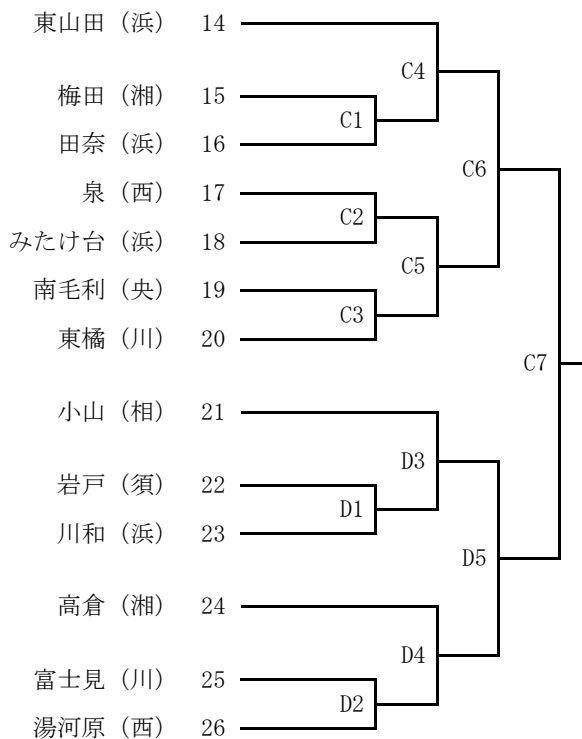 東山田（浜） 14
C4
梅田（湘） 15
C1
田奈（浜） 16
C6
泉（西） 17
C2
みたけ台（浜） 18
C5
南毛利（央） 19
C3
東橘（川） 20
C7
小山（相） 21
D3
岩戸（須） 22
D1
川和（浜） 23
D5
高倉（湘） 24
D4
富士見（川） 25
D2
湯河原（西） 26